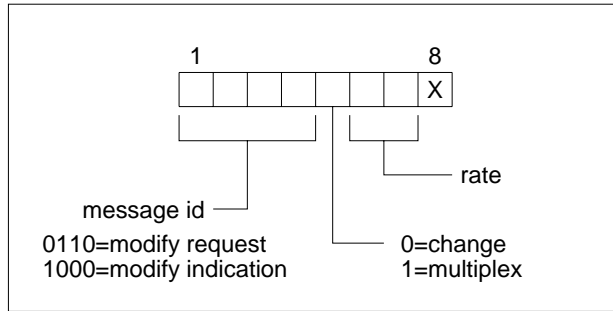 1 8
X
rate
message id
0110=modify request
1000=modify indication
0=change
1=multiplex